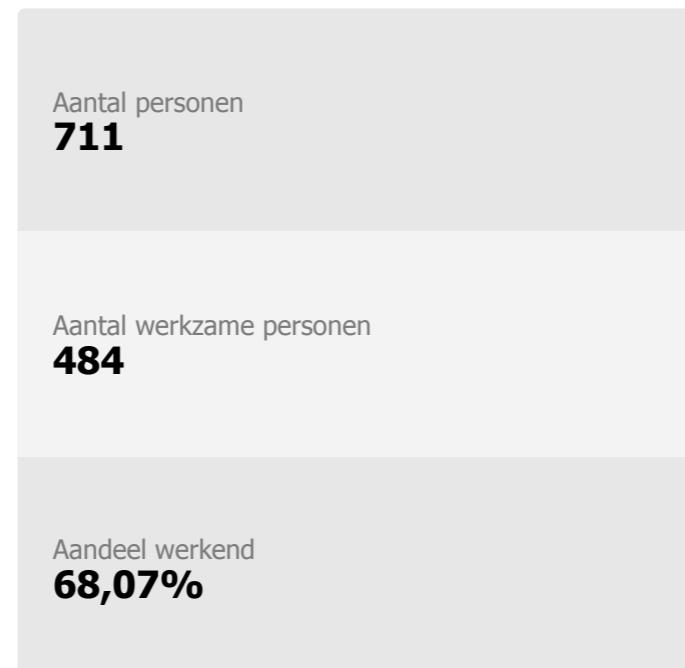 Aantal personen
711
Aantal werkzame personen
484
Aandeel werkend
68,07%